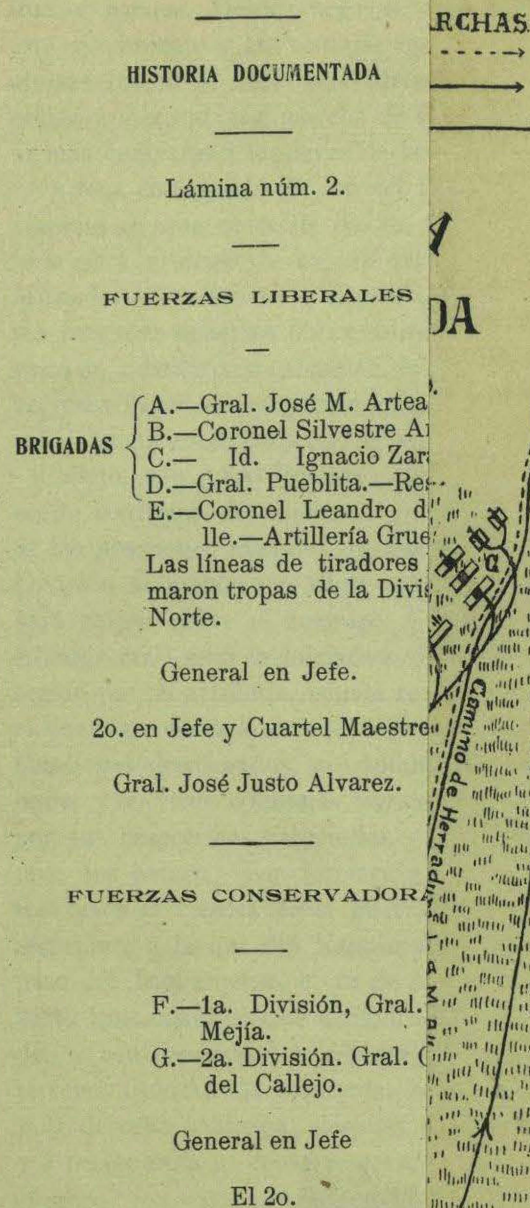 HISTORIA DOCUMENTADA
Lámina núm. 2.
FUERZAS LIBERALES
BRIGADAS
A.—Gral. José M. Artea
B.—Coronel Silvestre A
C.— Id. Ignacio Zar
D.—Gral. Pueblita.—Re
E.—Coronel Leandro d
lle.—Artillería Grue
Las líneas de tiradores
maron tropas de la Divi
Norte.
General en Jefe.
2o. en Jefe y Cuartel Maestre
Gral. José Justo Alvarez.
FUERZAS CONSERVADORA
F.—1a. División, Gral.
Mejía.
G.—2a. División. Gral.
del Callejo.
General en Jefe
El 2o.
RCHAS
DA
Camino de Herradu